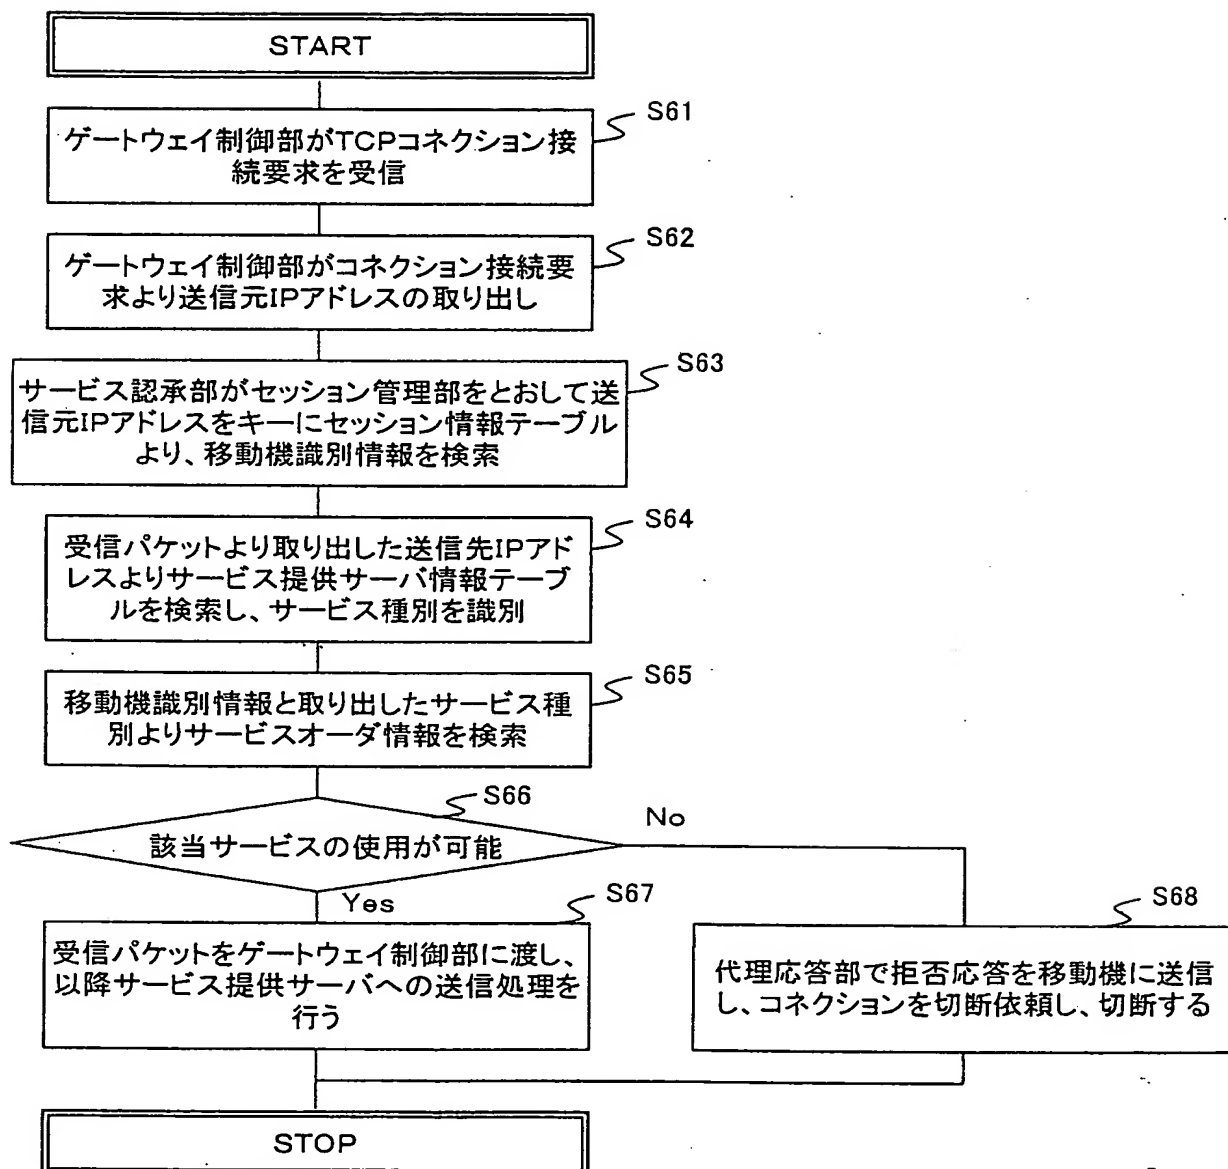 START
S61
ゲートウェイ制御部がTCPコネクション接
続要求を受信
S62
ゲートウェイ制御部がコネクション接続要
求より送信元IPアドレスの取り出し
S63
サービス認承部がセッション管理部をとおして送
信元IPアドレスをキーにセッション情報テーブル
より、移動機識別情報を検索
S64
受信パケットより取り出した送信先IPアド
レスよりサービス提供サーバ情報テーブ
ルを検索し、サービス種別を識別
S65
移動機識別情報と取り出したサービス種
別よりサービスオーダ情報を検索
S66
該当サービスの使用が可能
No
Yes
S67
受信パケットをゲートウェイ制御部に渡し、
以降サービス提供サーバへの送信処理を
行う
S68
代理応答部で拒否応答を移動機に送信
し、コネクションを切断依頼し、切断する
STOP